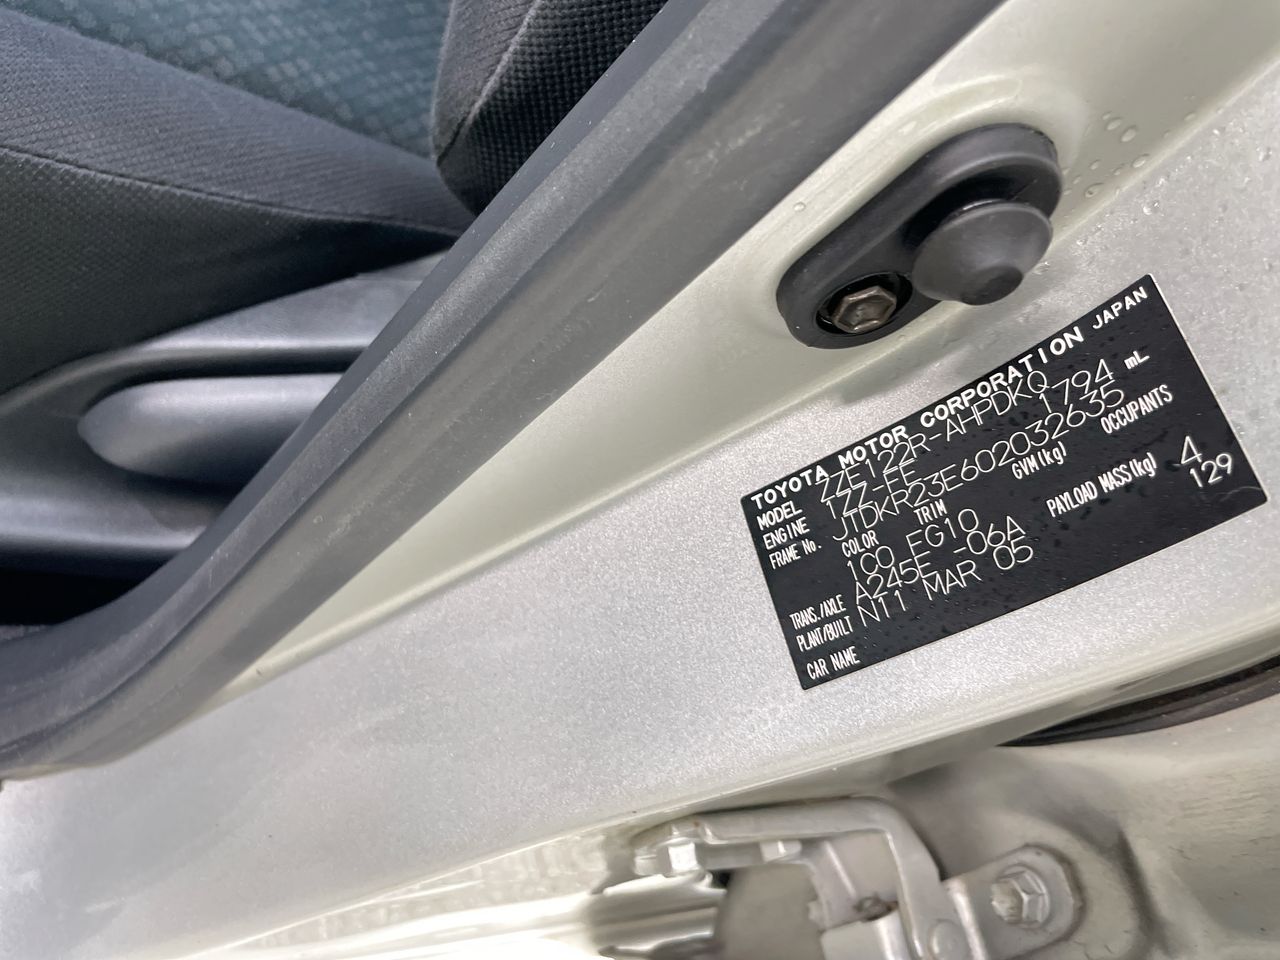 TOYOTA MOTOR CORPORATION JAPAN
MODEL ZZE122R-AHPDKQ
ENGINE 1ZZ-FE 1794 mL
FRAME No. JTDKR23E602032635
COLOR TRIM GVM(kg) OCCUPANTS
1C0 EG10 4
TRANS./AXLE A245E -06A PAYLOAD MASS(kg) 129
PLANT/BUILT N11 MAR 05
CAR NAME